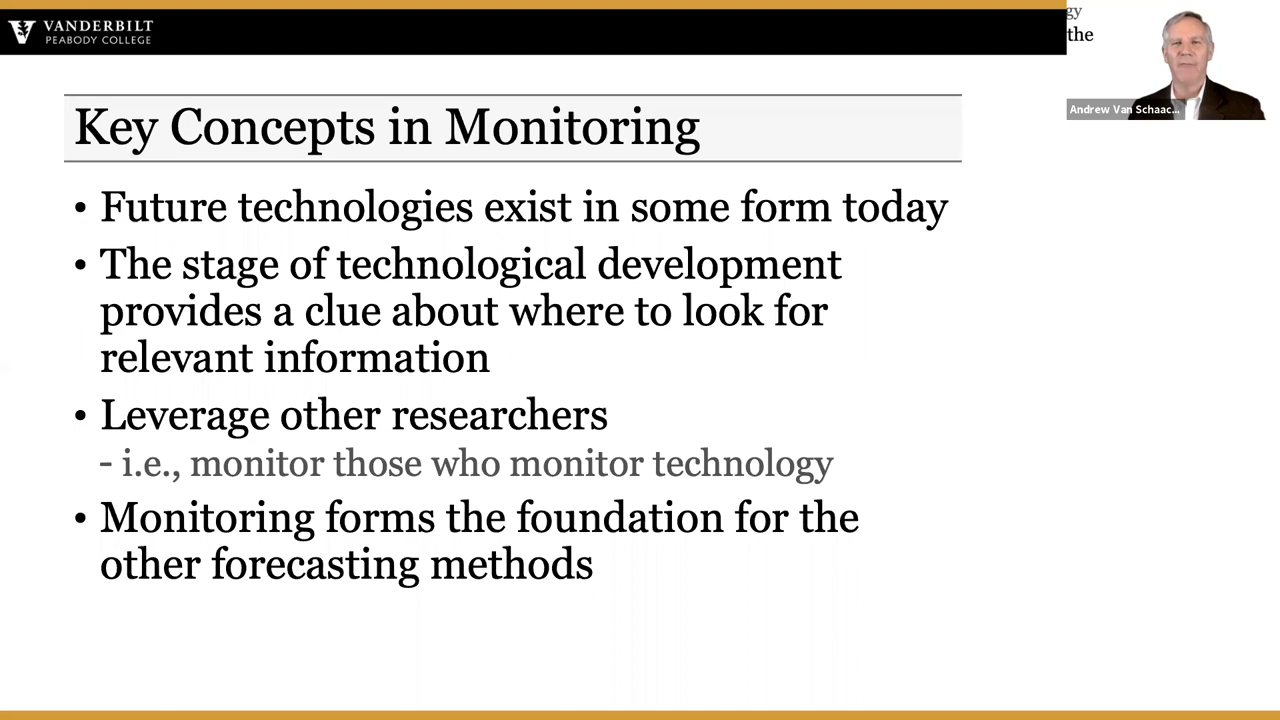 VANDERBILT
PEABODY COLLEGE
gy
the
Andrew Van Schaac...
Key Concepts in Monitoring
• Future technologies exist in some form today
• The stage of technological development
provides a clue about where to look for
relevant information
• Leverage other researchers
- i.e., monitor those who monitor technology
• Monitoring forms the foundation for the
other forecasting methods